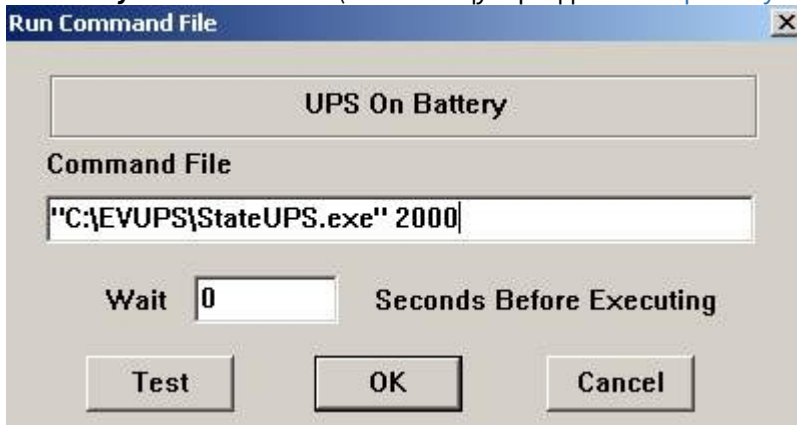 Run Command File
UPS On Battery
Command File
"C:\EVUPS\StateUPS.exe" 2000
Wait 0 Seconds Before Executing
Test OK Cancel